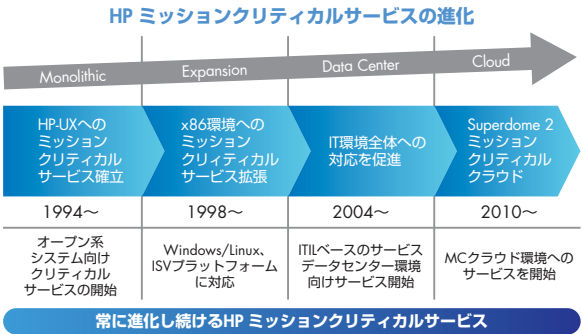 HP ミッションクリティカルサービスの進化
Monolithic
Expansion
Data Center
Cloud
HP-UXへの
ミッション
クリティカル
サービス確立
x86環境への
ミッション
クリィティカル
サービス拡張
IT環境全体への
対応を促進
Superdome 2
ミッション
クリティカル
クラウド
1994〜
1998〜
2004〜
2010〜
オープン系
システム向け
クリティカル
サービスの開始
Windows/Linux、
ISVプラットフォーム
に対応
ITILベースのサービス
データセンター環境
向けサービス開始
MCクラウド環境への
サービスを開始
常に進化し続けるHP ミッションクリティカルサービス